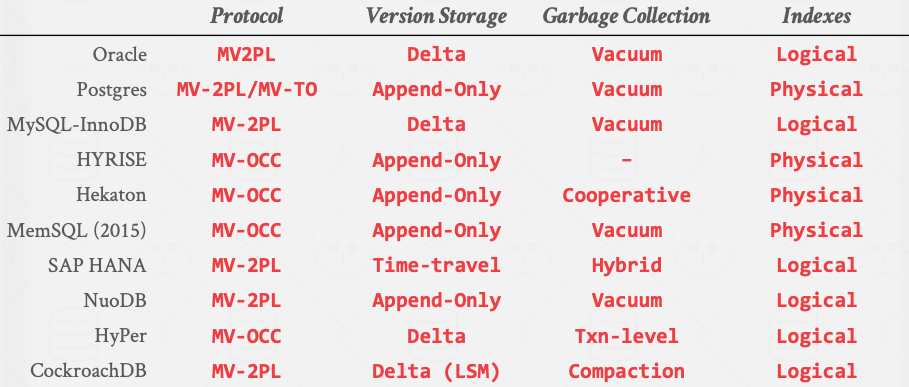 Protocol Version Storage Garbage Collection Indexes
Oracle MV2PL Delta Vacuum Logical
Postgres MV-2PL/MV-TO Append-Only Vacuum Physical
MySQL-InnoDB MV-2PL Delta Vacuum Logical
HYRISE MV-OCC Append-Only – Physical
Hekaton MV-OCC Append-Only Cooperative Physical
MemSQL (2015) MV-OCC Append-Only Vacuum Physical
SAP HANA MV-2PL Time-travel Hybrid Logical
NuoDB MV-2PL Append-Only Vacuum Logical
HyPer MV-OCC Delta Txn-level Logical
CockroachDB MV-2PL Delta (LSM) Compaction Logical